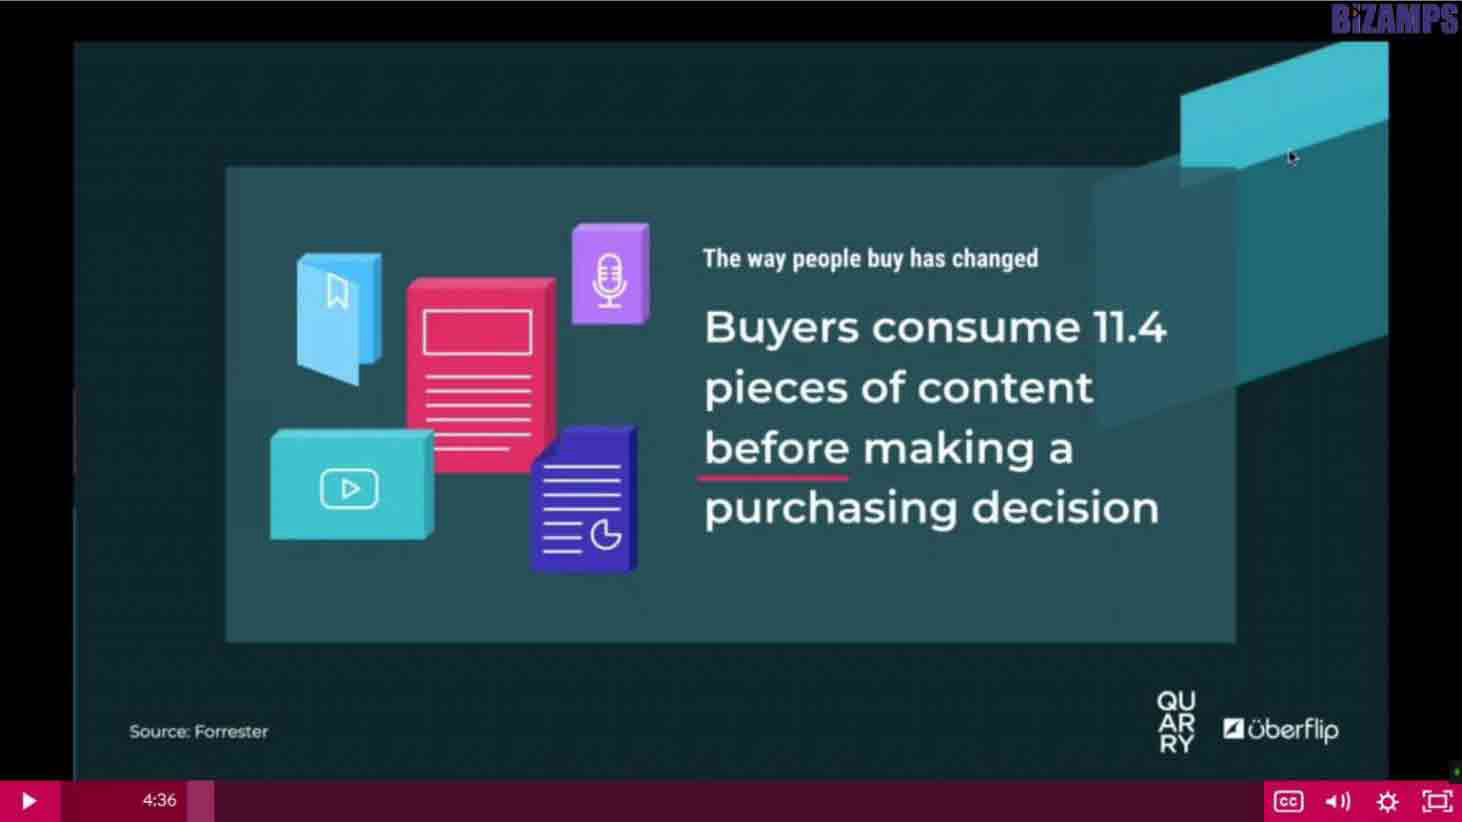 BiZAMPS
The way people buy has changed
Buyers consume 11.4
pieces of content
before making a
purchasing decision
Source: Forrester
QU
AR
RY
überflip
4:36
CC